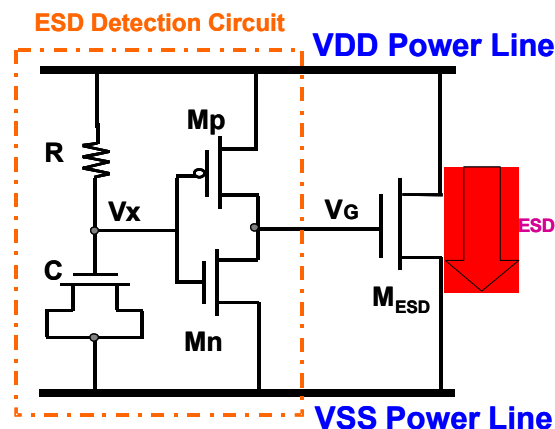 ESD Detection Circuit
VDD Power Line
Mp
R
Vx
VG
ESD
C
MESD
Mn
VSS Power Line